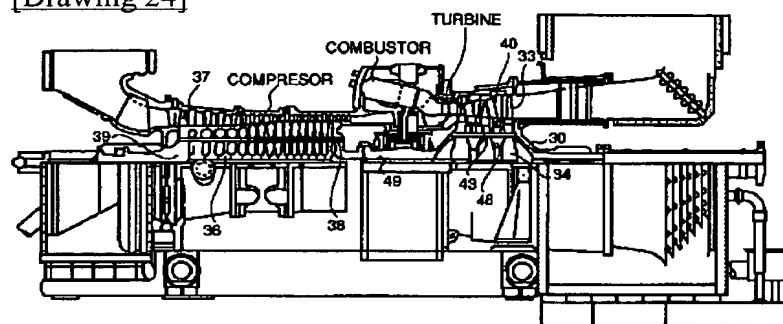 [Drawing 24]
TURBINE
COMBUSTOR
40
33
37
COMPRESOR
39
30
36
38
49
43
48
34